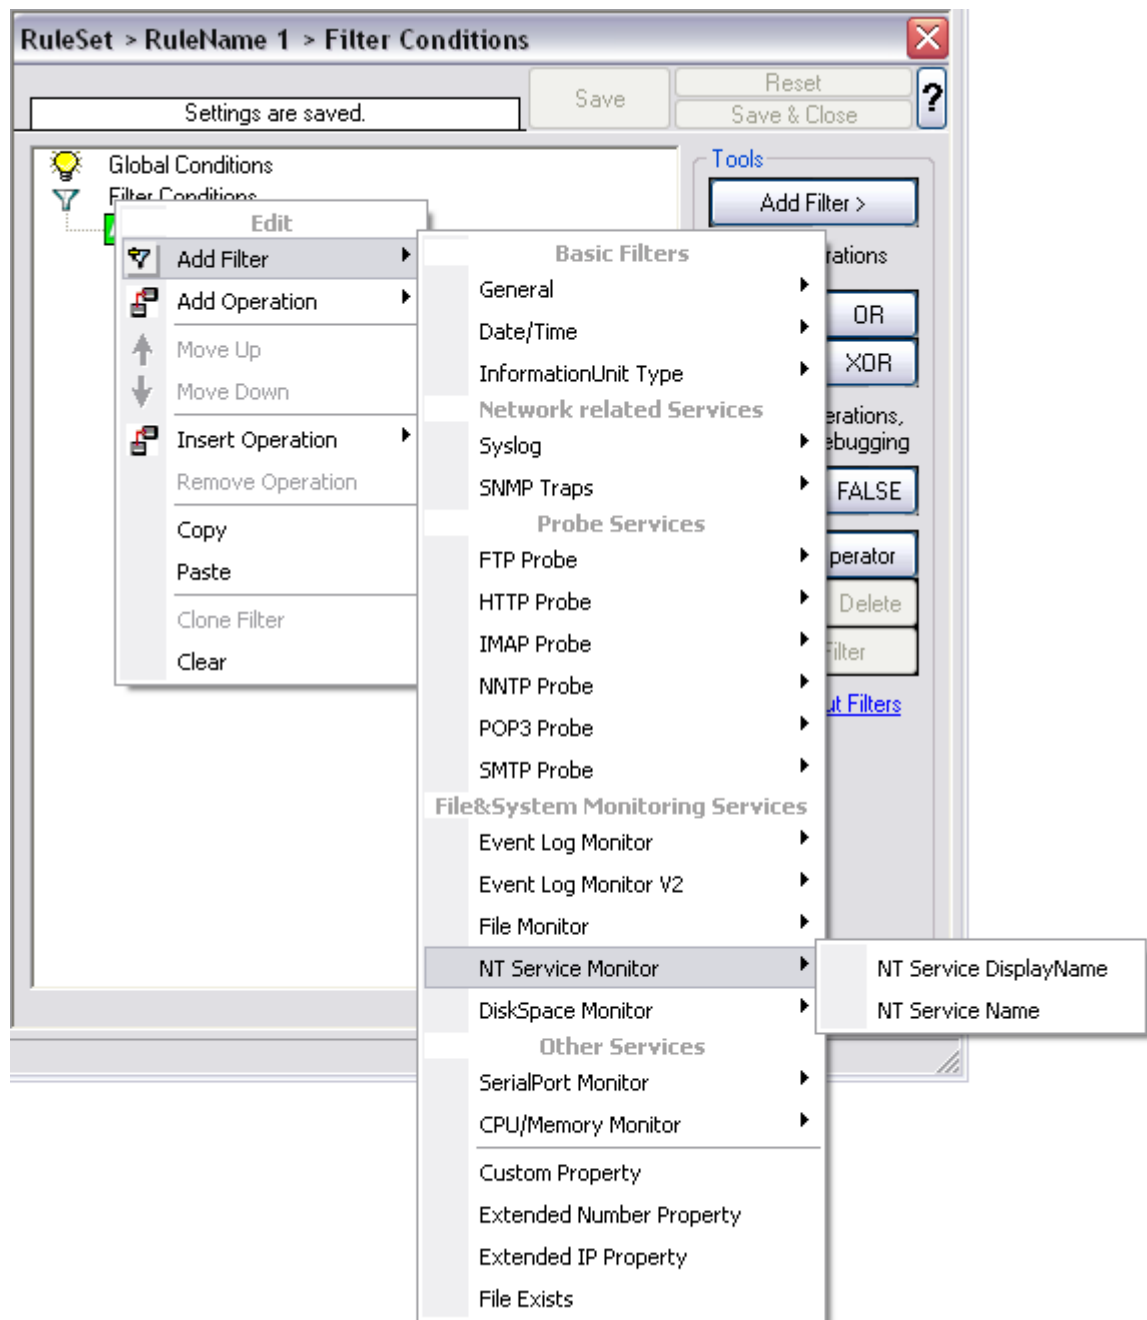 RuleSet > RuleName 1 > Filter Conditions
Settings are saved.
Save
Reset
Save & Close
?
Global Conditions
Filter Conditions
Tools
Add Filter >
OR
XOR
FALSE
Delete
Edit
Add Filter
Add Operation
Move Up
Move Down
Insert Operation
Remove Operation
Copy
Paste
Clone Filter
Clear
Basic Filters
General
Date/Time
InformationUnit Type
Network related Services
Syslog
SNMP Traps
Probe Services
FTP Probe
HTTP Probe
IMAP Probe
NNTP Probe
POP3 Probe
SMTP Probe
File&System Monitoring Services
Event Log Monitor
Event Log Monitor V2
File Monitor
NT Service Monitor
DiskSpace Monitor
Other Services
SerialPort Monitor
CPU/Memory Monitor
Custom Property
Extended Number Property
Extended IP Property
File Exists
NT Service DisplayName
NT Service Name
Filter
Filters